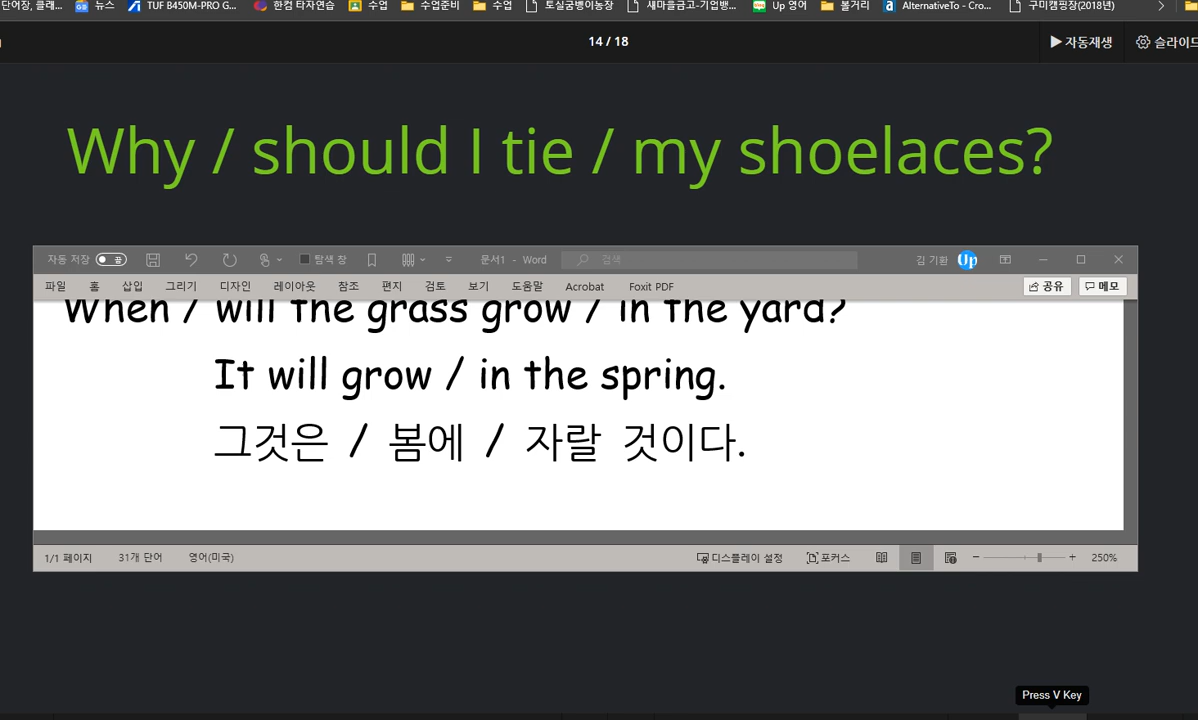 단어장, 클래... 뉴스 TUF B450M-PRO G... 한컴 타자연습 수업 수업준비 수업 토실굼벵이농장 새마을금고-기업뱅... Up 영어 볼거리 AlternativeTo - Cro... 구미캠핑장(2018년)
14 / 18 자동재생 슬라이드
Why / should I tie / my shoelaces?
자동 저장 끔 탐색 창 문서1 - Word 검색 김 기환 Up
파일 홈 삽입 그리기 디자인 레이아웃 참조 편지 검토 보기 도움말 Acrobat Foxit PDF 공유 메모
When / will the grass grow / in the yard?
It will grow / in the spring.
그것은 / 봄에 / 자랄 것이다.
1/1 페이지 31개 단어 영어(미국) 디스플레이 설정 포커스 250%
Press V Key